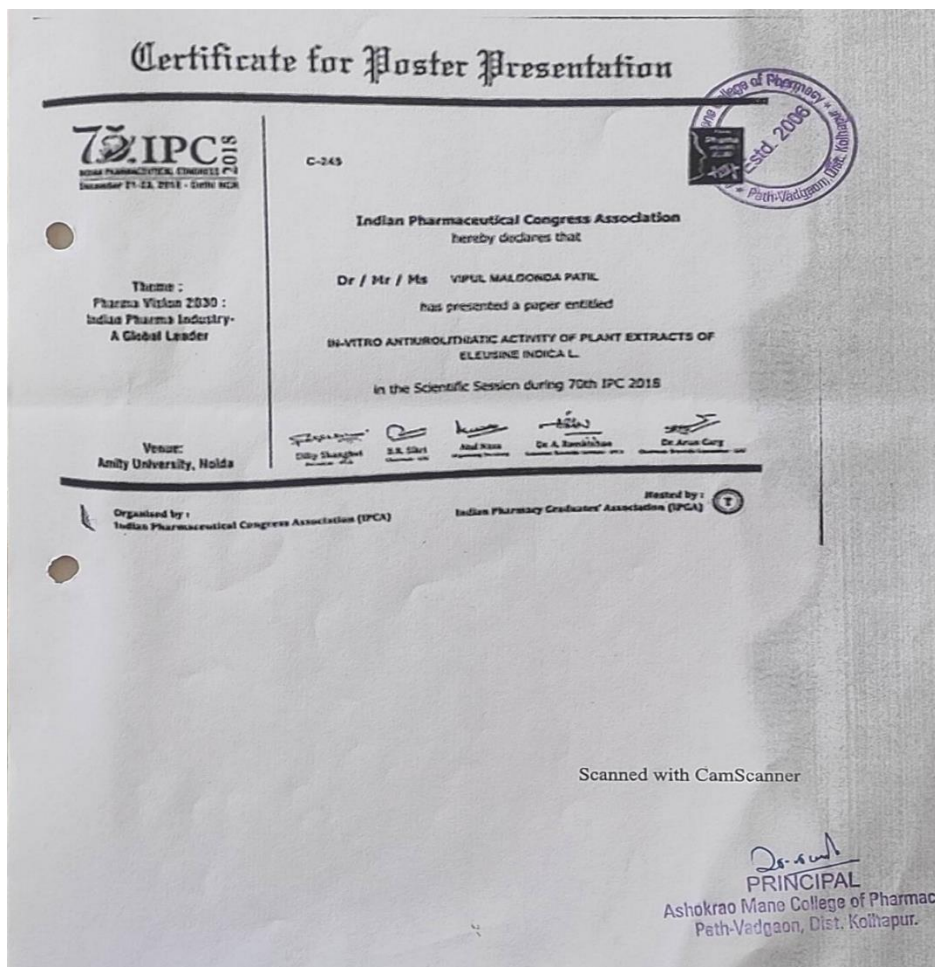 Certificate for Poster Presentation
70 IPC 2018
INDIAN PHARMACEUTICAL CONGRESS
December 21-23, 2018 - Delhi NCR
Theme :
Pharma Vision 2030 :
Indian Pharma Industry-
A Global Leader
Venue:
Amity University, Noida
C-245
Indian Pharmaceutical Congress Association
hereby declares that
Dr / Mr / Ms VIPUL MALGONDA PATIL
has presented a paper entitled
IN-VITRO ANTIUROLITHIATIC ACTIVITY OF PLANT EXTRACTS OF
ELEUSINE INDICA L.
in the Scientific Session during 70th IPC 2018
Dilip Shanghvi
B.R. Sikri
Atul Nasa
Dr. A. Ramkishan
Dr. Arun Garg
Organised by :
Indian Pharmaceutical Congress Association (IPCA)
Hosted by :
Indian Pharmacy Graduates' Association (IPGA)
College of Pharmacy
Estd. 2006
Peth-Vadgaon, Dist. Kolhapur
Scanned with CamScanner
PRINCIPAL
Ashokrao Mane College of Pharmac
Peth-Vadgaon, Dist. Kolhapur.